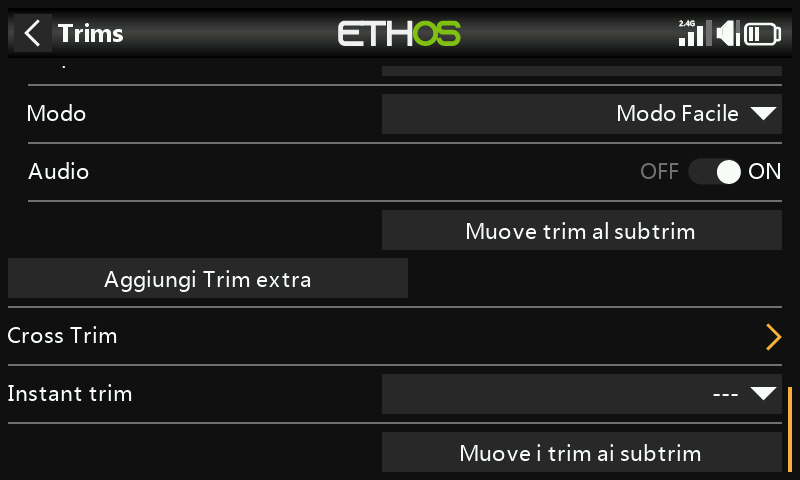 Trims
ETHOS
2.4G
Modo
Modo Facile
Audio
OFF
ON
Muove trim al subtrim
Aggiungi Trim extra
Cross Trim
Instant trim
---
Muove i trim ai subtrim